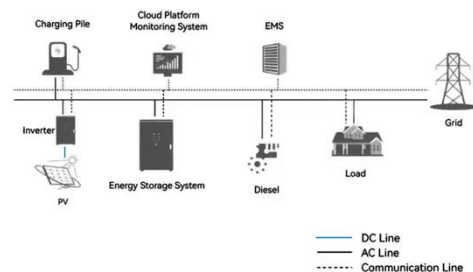 Charging Pile
Cloud Platform
Monitoring System
EMS
Grid
Inverter
PV
Energy Storage System
Diesel
Load
DC Line
AC Line
Communication Line